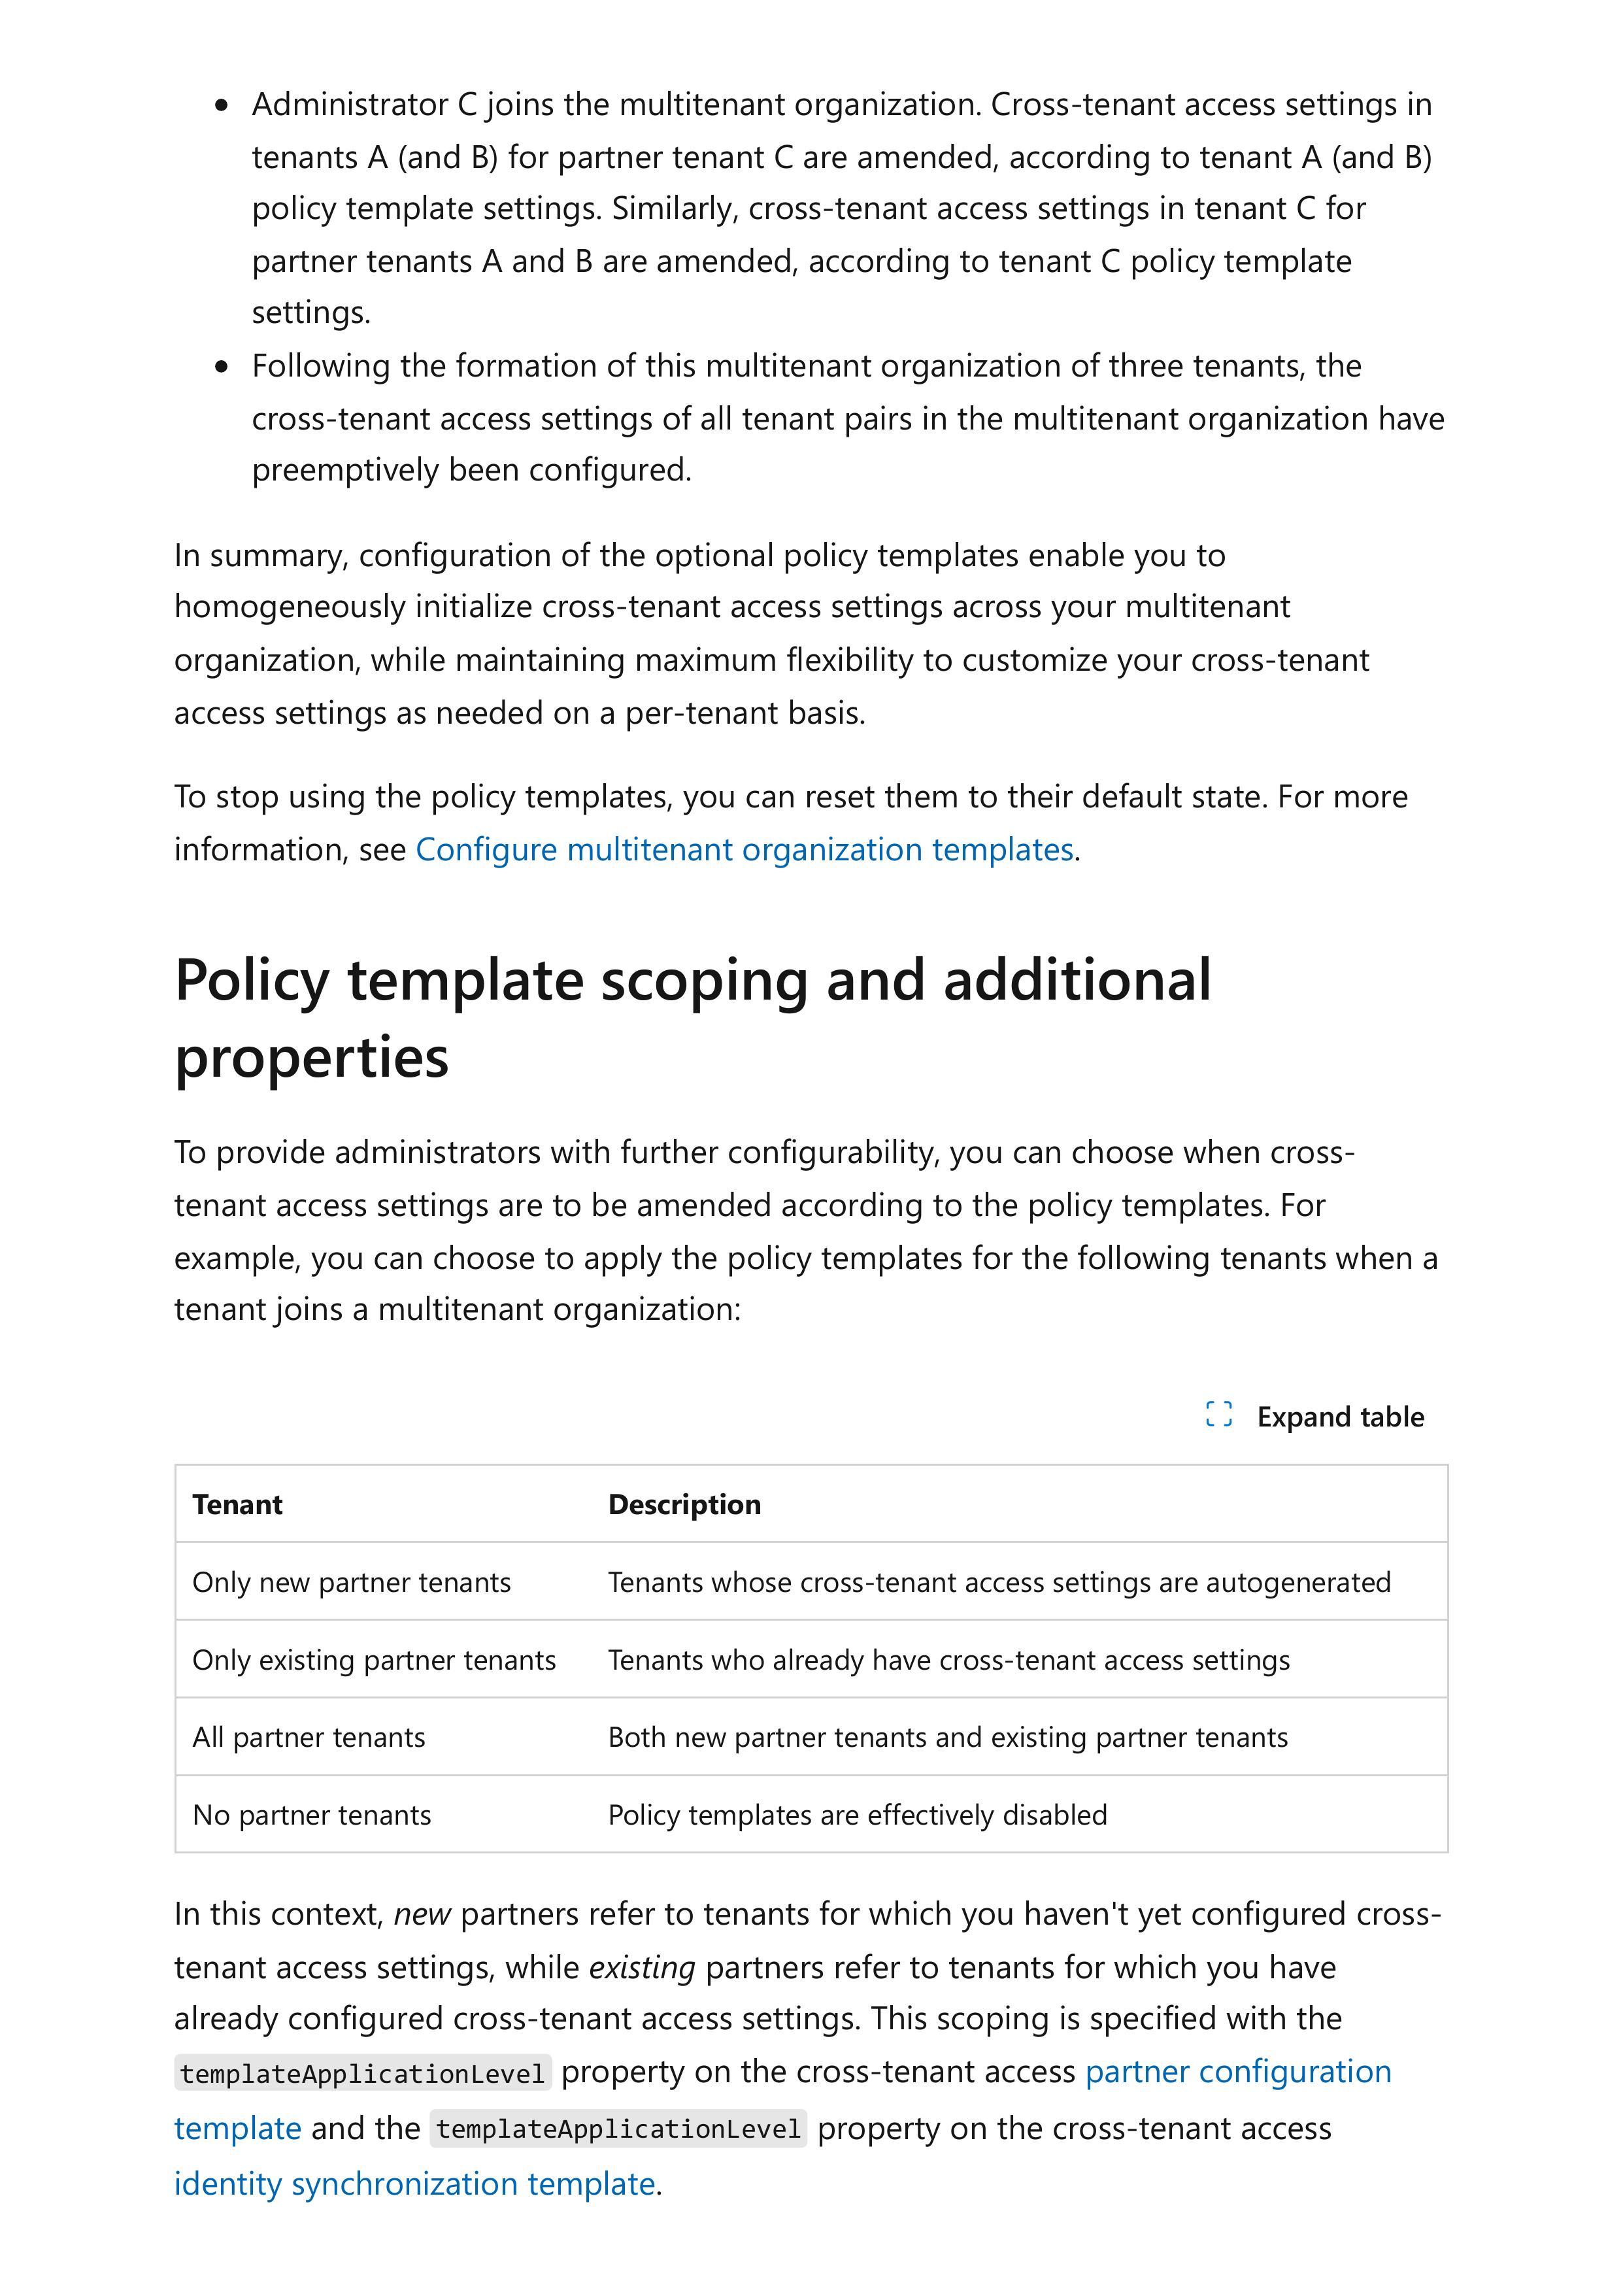 • Administrator C joins the multitenant organization. Cross-tenant access settings in
tenants A (and B) for partner tenant C are amended, according to tenant A (and B)
policy template settings. Similarly, cross-tenant access settings in tenant C for
partner tenants A and B are amended, according to tenant C policy template
settings.
• Following the formation of this multitenant organization of three tenants, the
cross-tenant access settings of all tenant pairs in the multitenant organization have
preemptively been configured.
In summary, configuration of the optional policy templates enable you to
homogeneously initialize cross-tenant access settings across your multitenant
organization, while maintaining maximum flexibility to customize your cross-tenant
access settings as needed on a per-tenant basis.
To stop using the policy templates, you can reset them to their default state. For more
information, see Configure multitenant organization templates.
Policy template scoping and additional
properties
To provide administrators with further configurability, you can choose when cross-
tenant access settings are to be amended according to the policy templates. For
example, you can choose to apply the policy templates for the following tenants when a
tenant joins a multitenant organization:
Expand table
Tenant Description
Only new partner tenants Tenants whose cross-tenant access settings are autogenerated
Only existing partner tenants Tenants who already have cross-tenant access settings
All partner tenants Both new partner tenants and existing partner tenants
No partner tenants Policy templates are effectively disabled
In this context, new partners refer to tenants for which you haven't yet configured cross-
tenant access settings, while existing partners refer to tenants for which you have
already configured cross-tenant access settings. This scoping is specified with the
templateApplicationLevel property on the cross-tenant access partner configuration
template and the templateApplicationLevel property on the cross-tenant access
identity synchronization template.